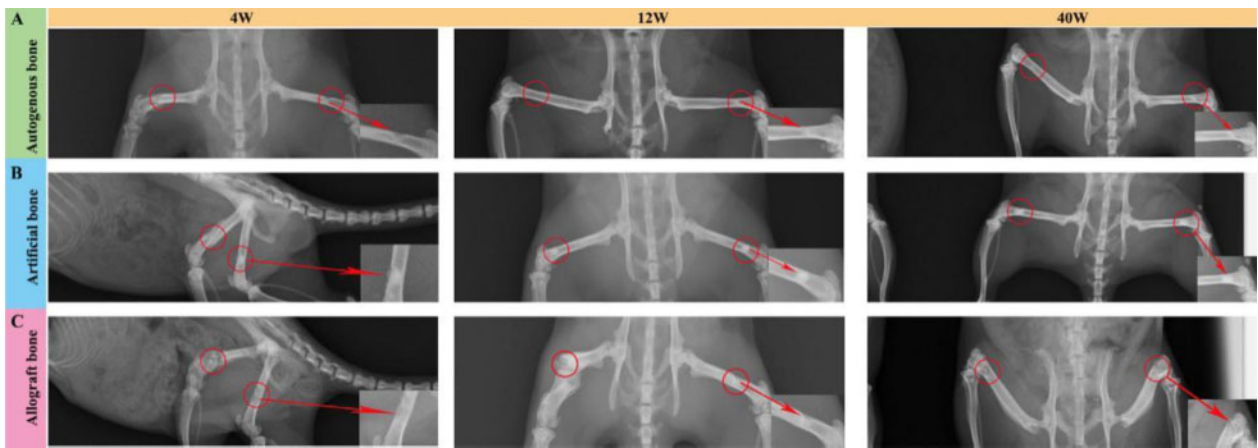 A 4W 12W 40W
Autogenous bone
B
Artificial bone
C
Allograft bone